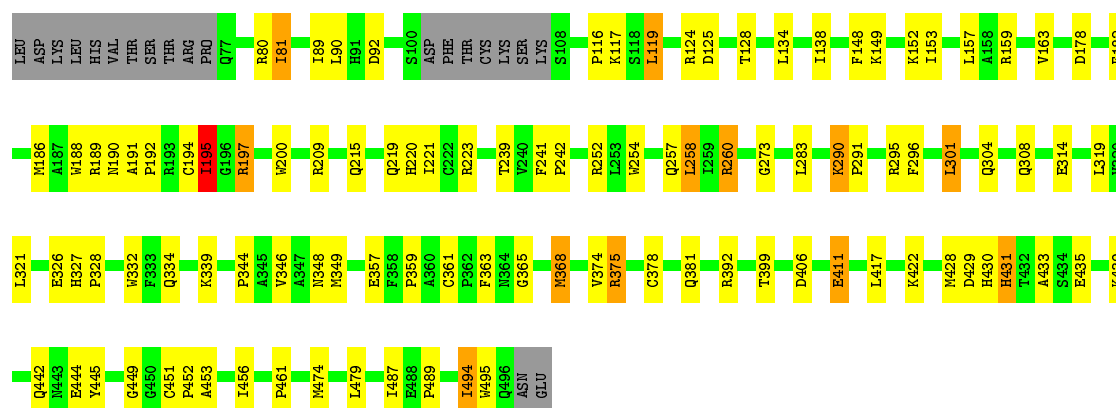 LEU ASP LYS LEU HIS VAL THR SER THR ARG PRO Q77 R80 I81 I89 L90 H91 D92 S100 ASP PHE THR CYS LYS SER LYS S108 P116 K117 S118 L119 R124 D125 T128 L134 I138 F148 K149 K152 I153 L157 A158 R159 V163 D178
M186 A187 W188 R189 N190 A191 P192 R193 C194 I195 G196 R197 W200 R209 Q215 Q219 H220 I221 C222 R223 T239 V240 F241 P242 R252 L253 W254 Q257 L258 I259 R260 G273 L283 K290 P291 R295 F296 L301 Q304 Q308 E314 L319
L321 E326 H327 P328 W332 F333 Q334 K339 P344 A345 V346 A347 N348 M349 E357 F358 P359 A360 C361 P362 F363 N364 G365 M368 V374 R375 C378 Q381 R392 T399 D406 E411 L417 K422 M428 D429 H430 H431 T432 A433 S434 E435
Q442 N443 E444 Y445 G449 G450 C451 P452 A453 I456 P461 M474 L479 I487 E488 P489 I494 W495 Q496 ASN GLU